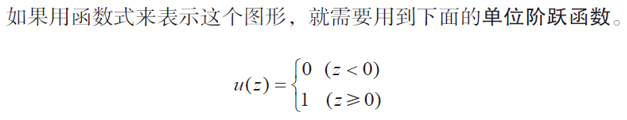 如果用函数式来表示这个图形，就需要用到下面的单位阶跃函数。
u(z) = { 0 (z < 0)
1 (z ⩾ 0)